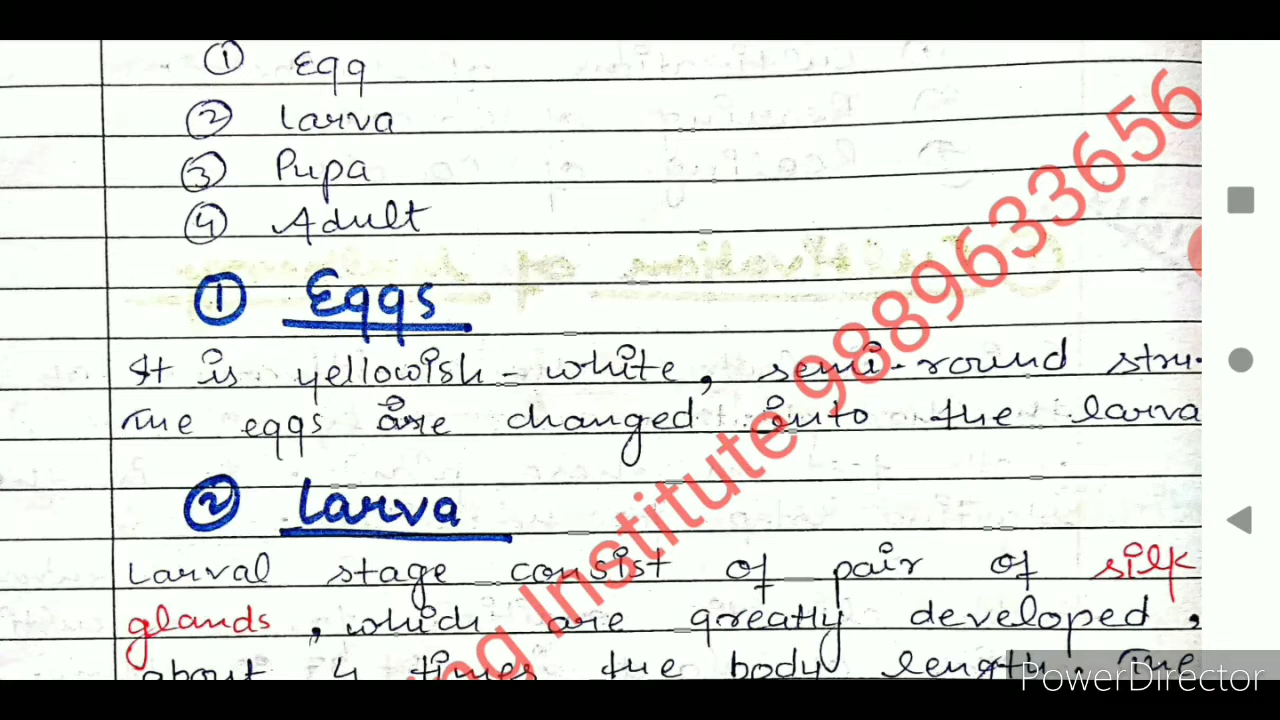 ① Egg
② Larva
③ Pupa
④ Adult
① Eggs
It is yellowish-white, semi-round stru-
The eggs are changed into the larva
② Larva
Larval stage consist of pair of silk
glands, which are greatly developed,
about 4 times the body length. The
ng Institute 9889633656
PowerDirector